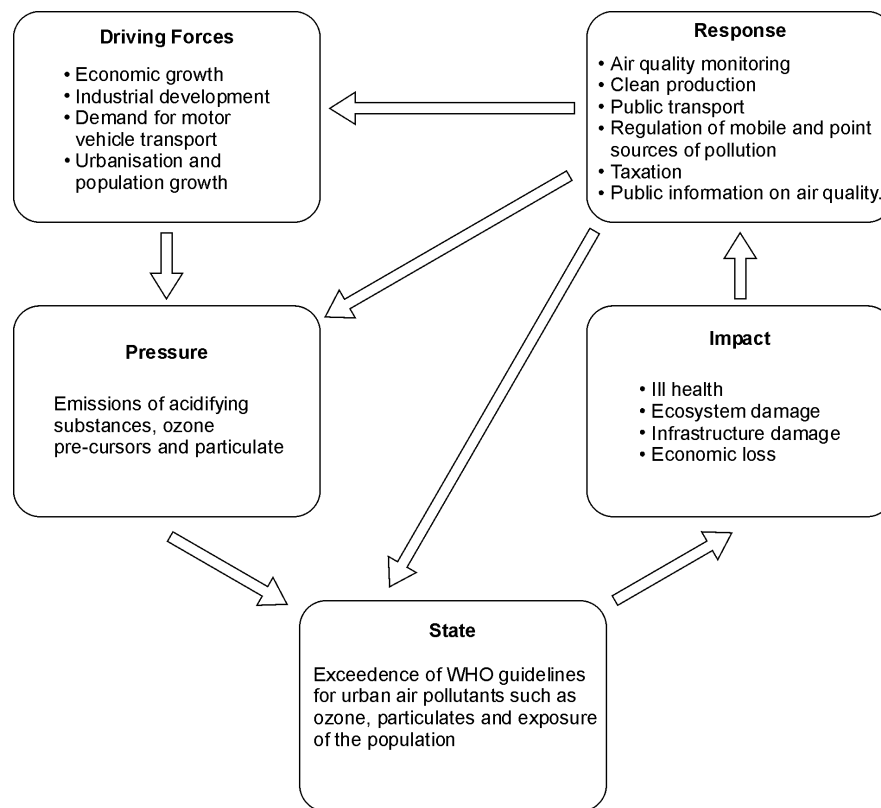 Driving Forces
• Economic growth
• Industrial development
• Demand for motor
vehicle transport
• Urbanisation and
population growth
Response
• Air quality monitoring
• Clean production
• Public transport
• Regulation of mobile and point
sources of pollution
• Taxation
• Public information on air quality.
Pressure
Emissions of acidifying
substances, ozone
pre-cursors and particulate
Impact
• Ill health
• Ecosystem damage
• Infrastructure damage
• Economic loss
State
Exceedence of WHO guidelines
for urban air pollutants such as
ozone, particulates and exposure
of the population